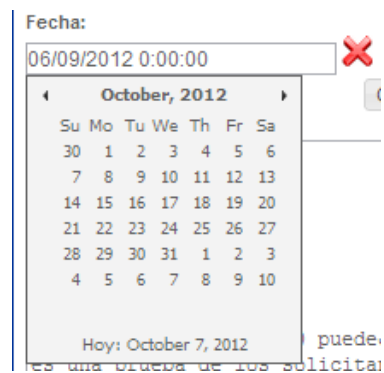 Fecha:
06/09/2012 0:00:00
October, 2012
Su Mo Tu We Th Fr Sa
30 1 2 3 4 5 6
7 8 9 10 11 12 13
14 15 16 17 18 19 20
21 22 23 24 25 26 27
28 29 30 31 1 2 3
4 5 6 7 8 9 10
Hoy: October 7, 2012
es una prueba de los